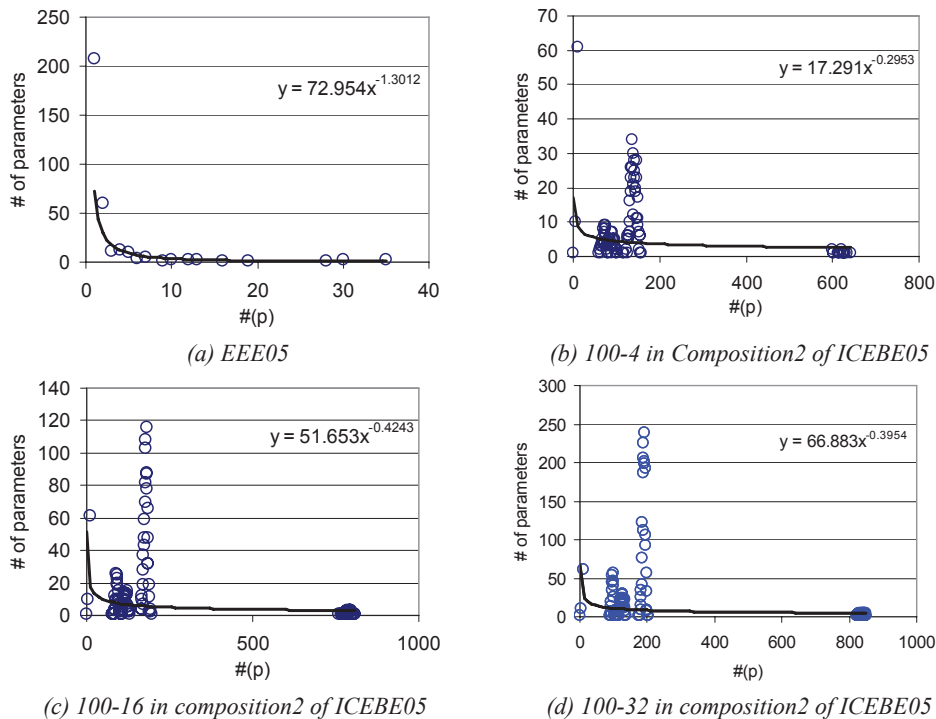 250
200
150
100
50
0
# of parameters
y = 72.954x^-1.3012
0 10 20 30 40
#(p)
(a) EEE05
70
60
50
40
30
20
10
0
# of parameters
y = 17.291x^-0.2953
0 200 400 600 800
#(p)
(b) 100-4 in Composition2 of ICEBE05
140
120
100
80
60
40
20
0
# of parameters
y = 51.653x^-0.4243
0 500 1000
#(p)
(c) 100-16 in composition2 of ICEBE05
300
250
200
150
100
50
0
# of parameters
y = 66.883x^-0.3954
0 200 400 600 800 1000
#(p)
(d) 100-32 in composition2 of ICEBE05